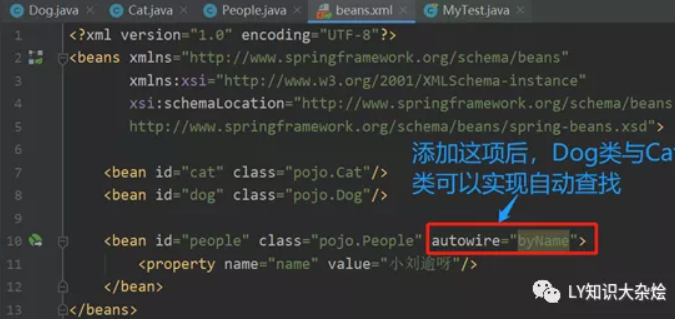 Dog.java Cat.java People.java beans.xml MyTest.java
1 <?xml version="1.0" encoding="UTF-8"?>
2 <beans xmlns="http://www.springframework.org/schema/beans"
3 xmlns:xsi="http://www.w3.org/2001/XMLSchema-instance"
4 xsi:schemaLocation="http://www.springframework.org/schema/beans
5 http://www.springframework.org/schema/beans/spring-beans.xsd">
6 添加这项后，Dog类与Cat
7 <bean id="cat" class="pojo.Cat"/>
类可以实现自动查找
8 <bean id="dog" class="pojo.Dog"/>
9
10 <bean id="people" class="pojo.People" autowire="byName">
11 <property name="name" value="小刘逾呀"/>
12 </bean>
13 </beans>
LY知识大杂烩